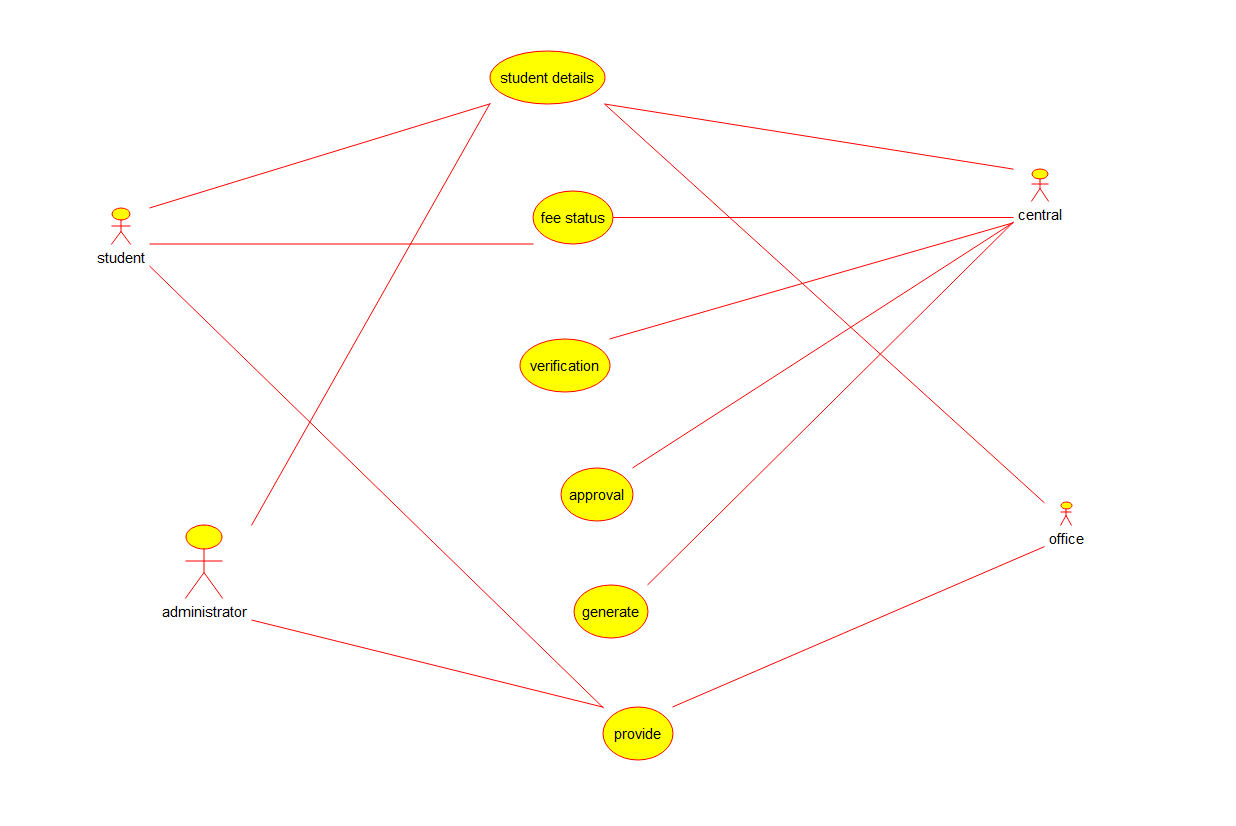 student details
fee status
central
student
verification
approval
office
administrator
generate
provide